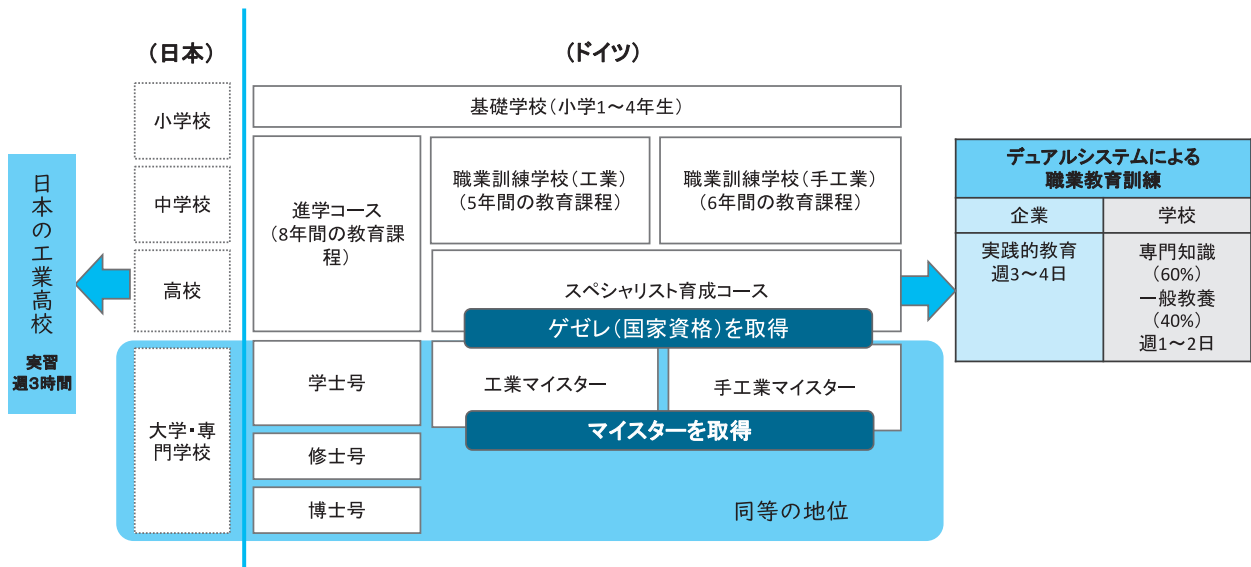 (日本)
(ドイツ)
日本の工業高校
実習
週3時間
小学校
中学校
高校
大学・専
門学校
基礎学校(小学1〜4年生)
進学コース
(8年間の教育課
程)
職業訓練学校(工業)
(5年間の教育課程)
職業訓練学校(手工業)
(6年間の教育課程)
スペシャリスト育成コース
ゲゼレ(国家資格)を取得
学士号
工業マイスター
手工業マイスター
マイスターを取得
修士号
博士号
同等の地位
デュアルシステムによる
職業教育訓練
企業
学校
実践的教育
週3〜4日
専門知識
(60%)
一般教養
(40%)
週1〜2日